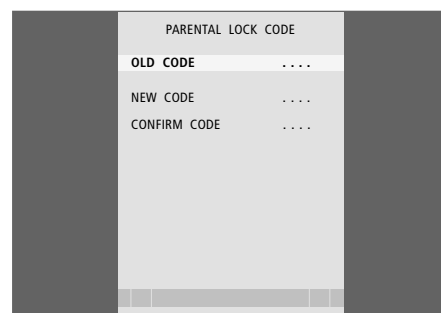 PARENTAL LOCK CODE
OLD CODE ....
NEW CODE ....
CONFIRM CODE ....